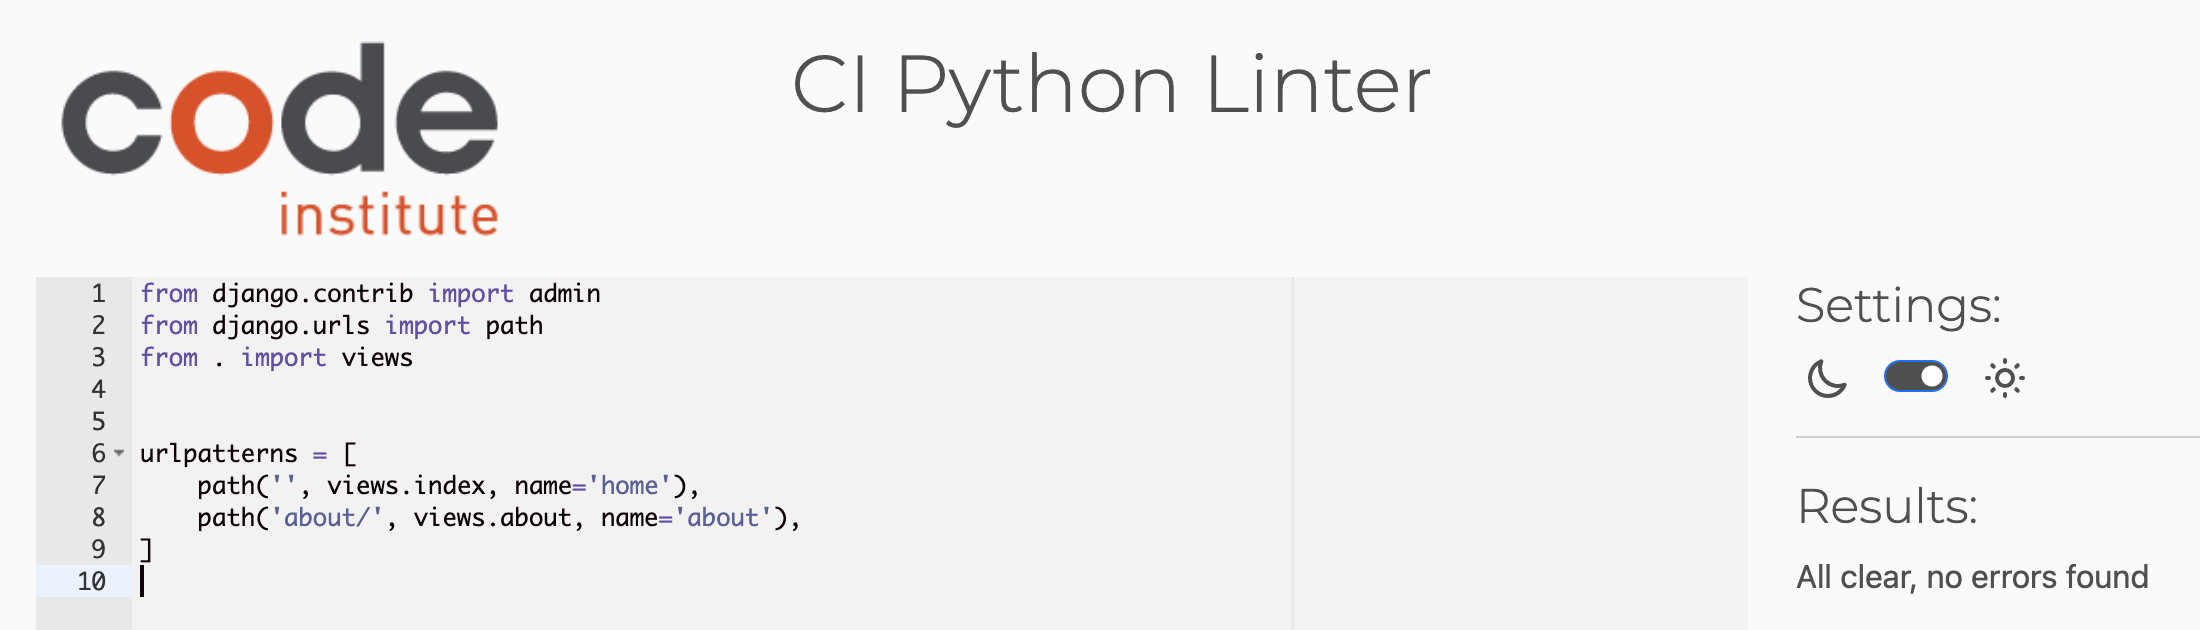 code
institute
CI Python Linter
1 from django.contrib import admin
2 from django.urls import path
3 from . import views
4
5
6 urlpatterns = [
7     path('', views.index, name='home'),
8     path('about/', views.about, name='about'),
9 ]
10
Settings:
Results:
All clear, no errors found